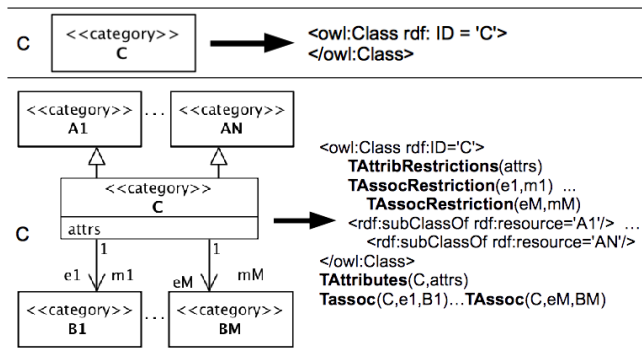 C
<<category>>
C
<owl:Class rdf: ID = 'C'>
</owl:Class>
<<category>> ... <<category>>
A1 AN
<<category>>
C
C
attrs
1 1
e1 m1 eM mM
<<category>> ... <<category>>
B1 BM
<owl:Class rdf:ID='C'>
TAttribRestrictions(attrs)
TAssocRestriction(e1,m1) ...
TAssocRestriction(eM,mM)
<rdf:subClassOf rdf:resource='A1'/> ...
<rdf:subClassOf rdf:resource='AN'/>
</owl:Class>
TAttributes(C,attrs)
Tassoc(C,e1,B1)...TAssoc(C,eM,BM)